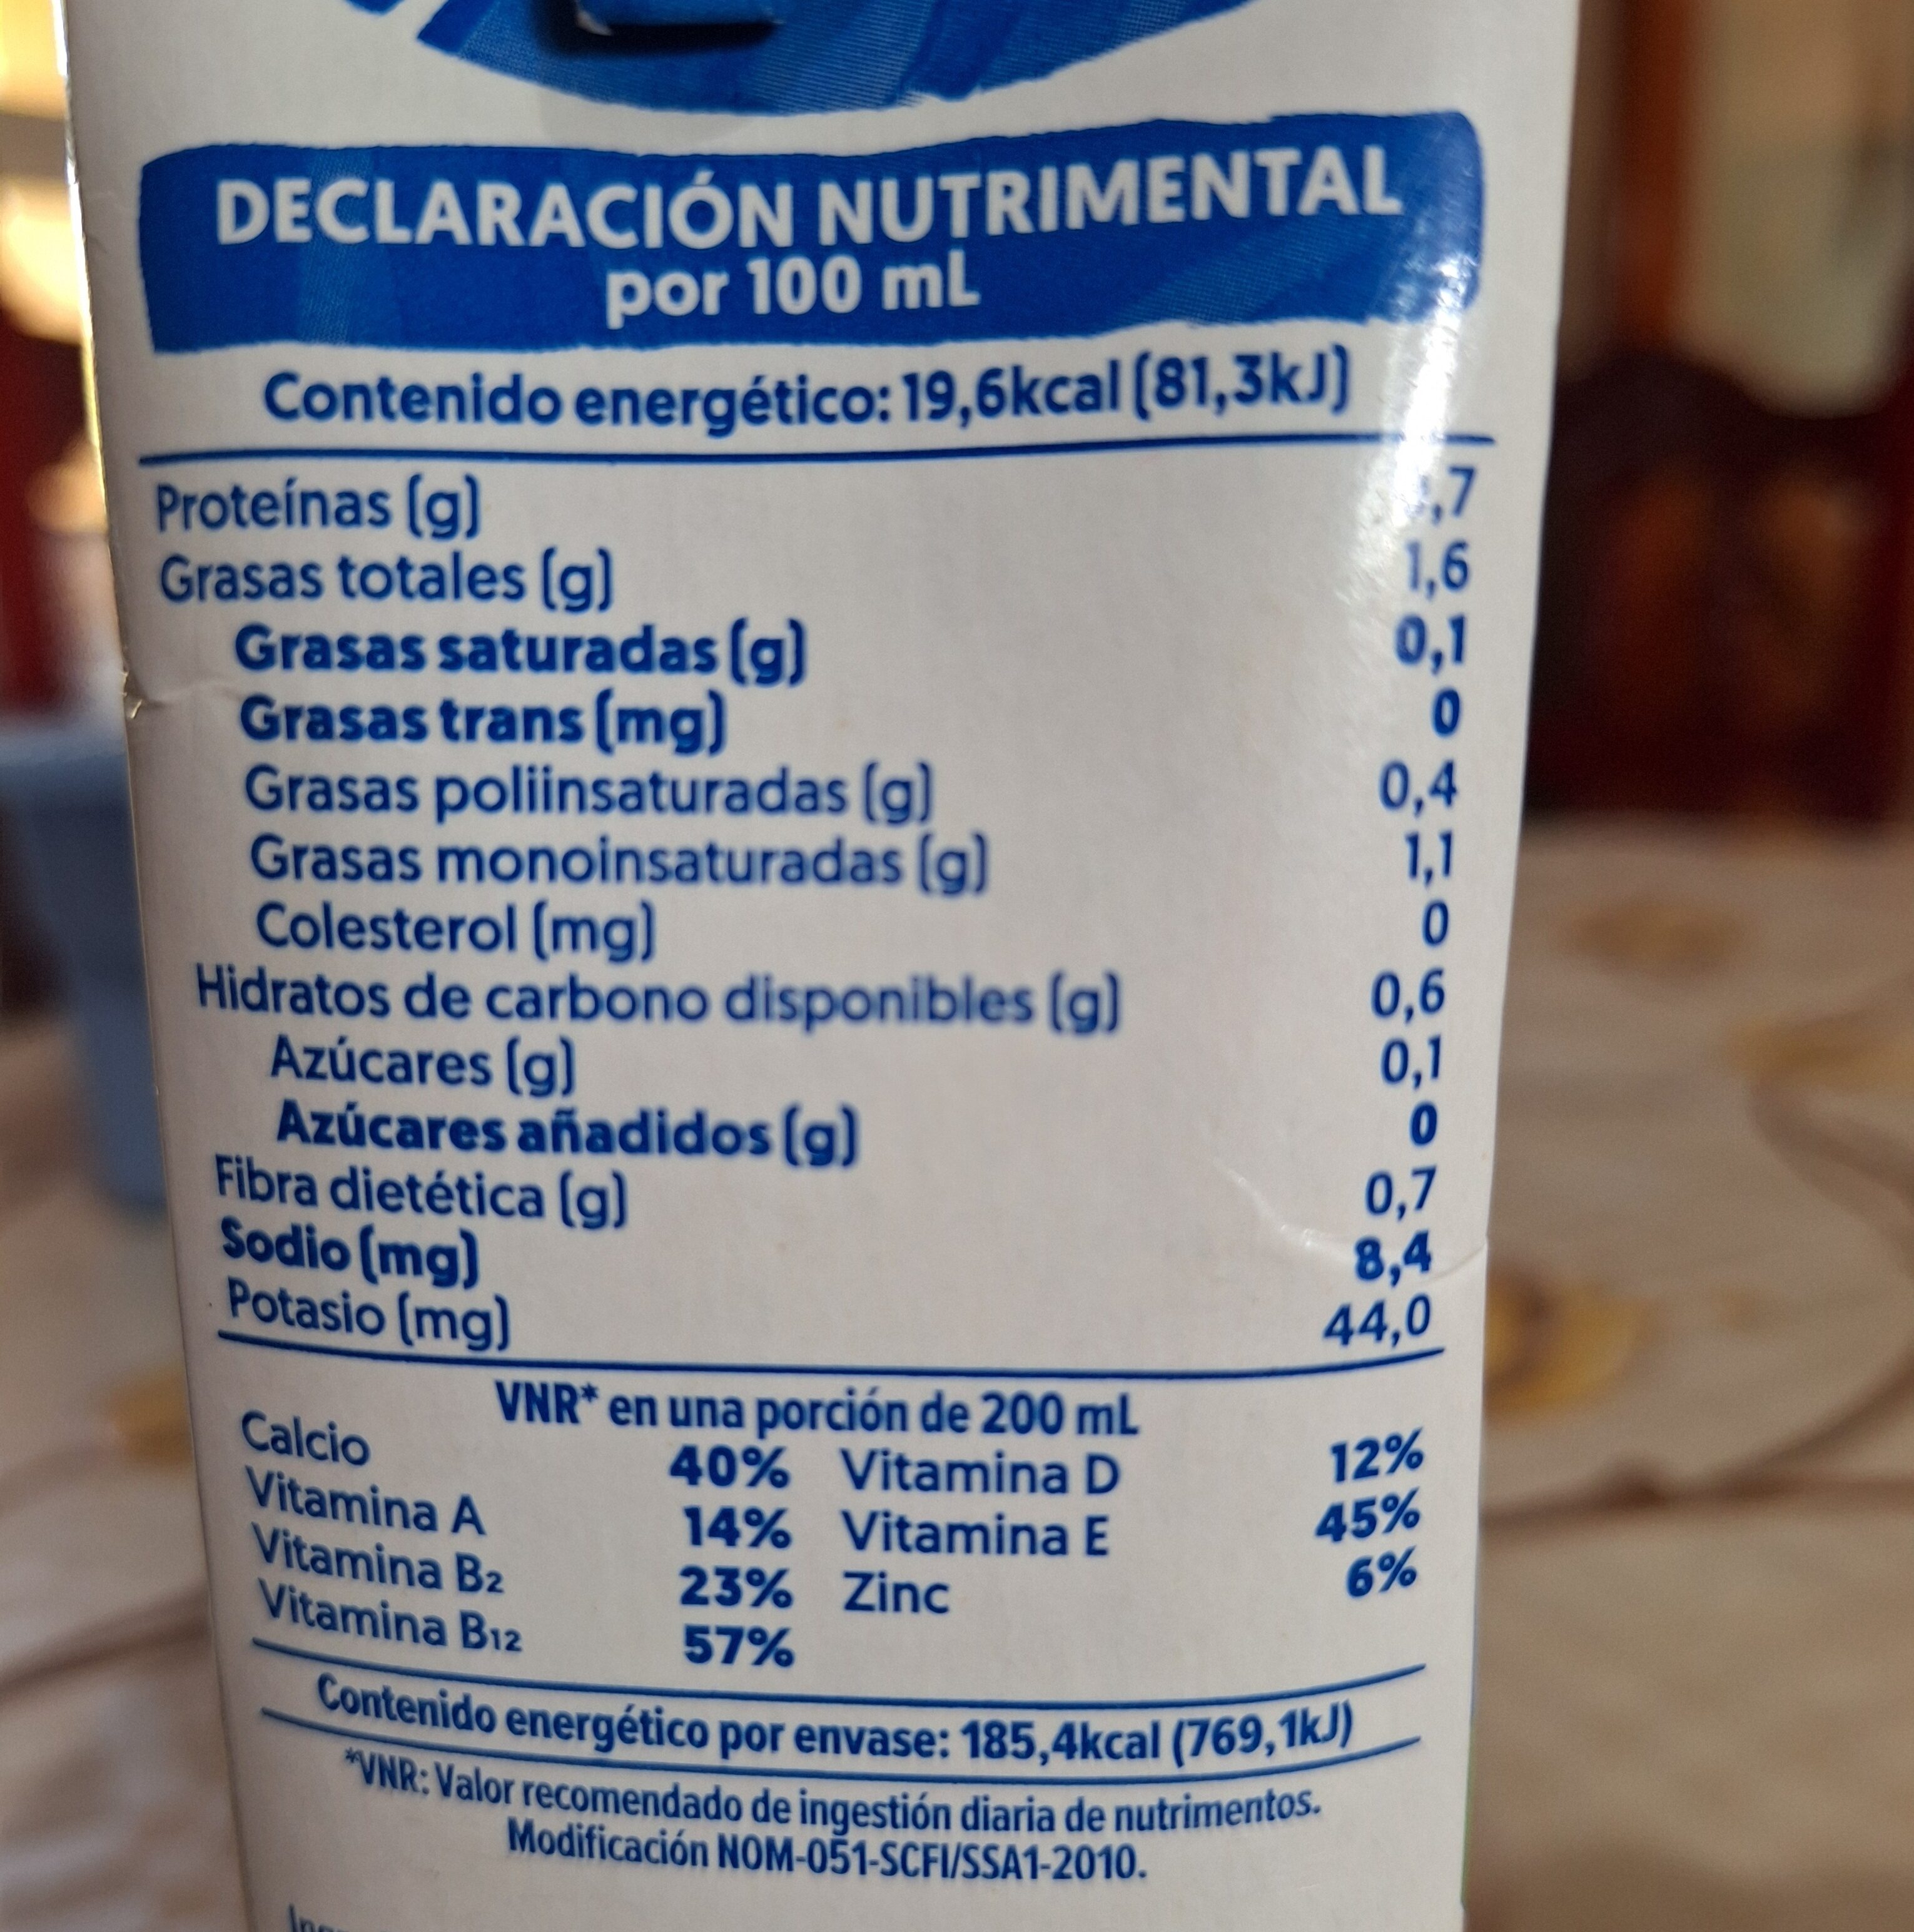 DECLARACIÓN NUTRIMENTAL
por 100 mL
Contenido energético: 19,6kcal (81,3kJ)
Proteínas (g) ,7
Grasas totales (g) 1,6
Grasas saturadas (g) 0,1
Grasas trans (mg) 0
Grasas poliinsaturadas (g) 0,4
Grasas monoinsaturadas (g) 1,1
Colesterol (mg) 0
Hidratos de carbono disponibles (g) 0,6
Azúcares (g) 0,1
Azúcares añadidos (g) 0
Fibra dietética (g) 0,7
Sodio (mg) 8,4
Potasio (mg) 44,0
VNR* en una porción de 200 mL
Calcio 40% Vitamina D 12%
Vitamina A 14% Vitamina E 45%
Vitamina B2 23% Zinc 6%
Vitamina B12 57%
Contenido energético por envase: 185,4kcal (769,1kJ)
*VNR: Valor recomendado de ingestión diaria de nutrimentos.
Modificación NOM-051-SCFI/SSA1-2010.